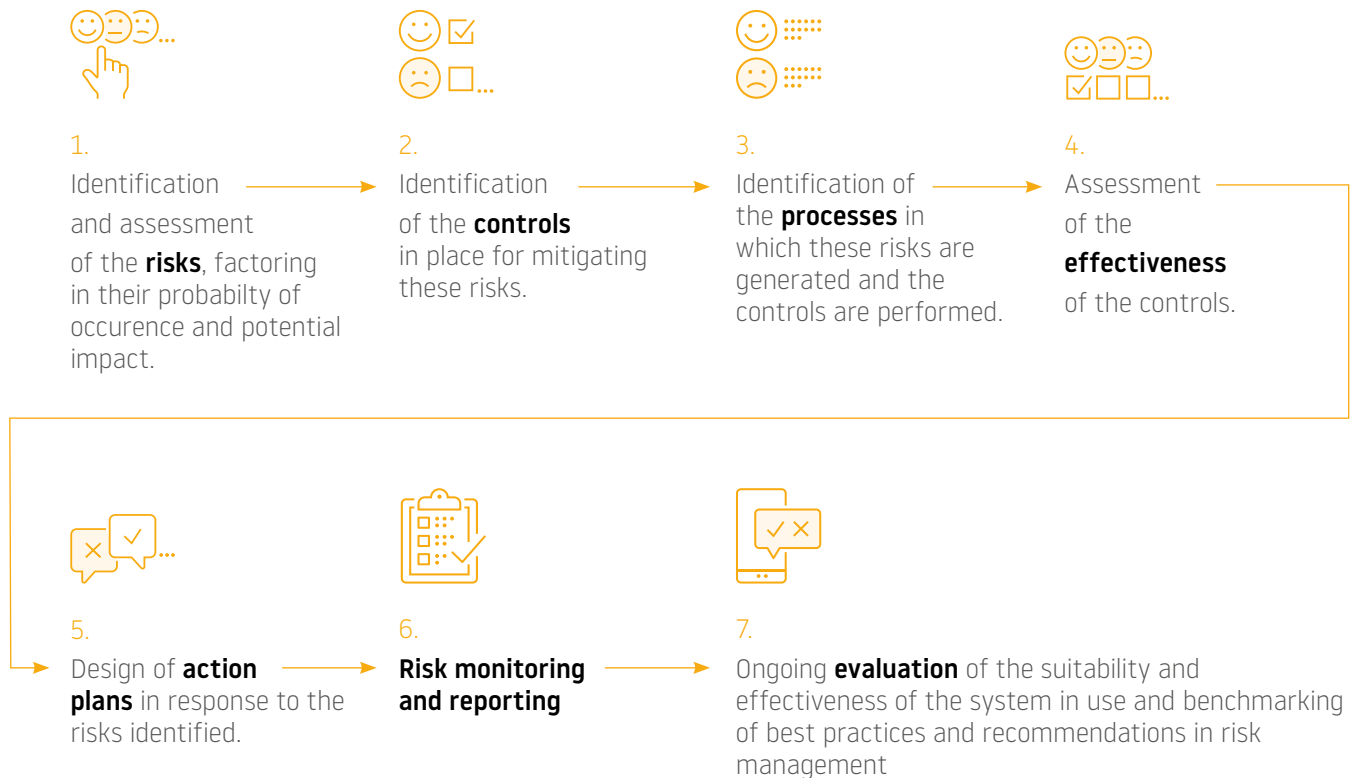 1.
Identification
and assessment
of the risks, factoring
in their probabilty of
occurence and potential
impact.
2.
Identification
of the controls
in place for mitigating
these risks.
3.
Identification of
the processes in
which these risks are
generated and the
controls are performed.
4.
Assessment
of the
effectiveness
of the controls.
5.
Design of action
plans in response to the
risks identified.
6.
Risk monitoring
and reporting
7.
Ongoing evaluation of the suitability and
effectiveness of the system in use and benchmarking
of best practices and recommendations in risk
management